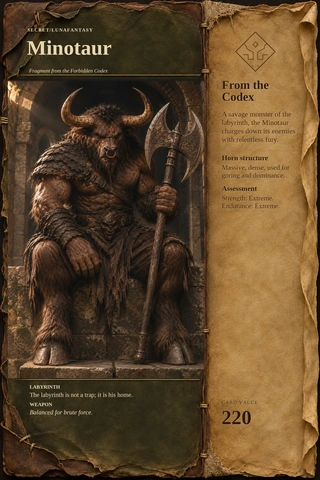 SECRET/LUNAFANTASY
Minotaur
Fragment from the Forbidden Codex
LABYRINTH
The labyrinth is not a trap; it is his home.
WEAPON
Balanced for brute force.
From the
Codex
A savage monster of the
labyrinth, the Minotaur
charges down its enemies
with relentless fury.
Horn structure
Massive, dense, used for
goring and dominance.
Assessment
Strength: Extreme.
Endurance: Extreme.
CARD VALUE
220